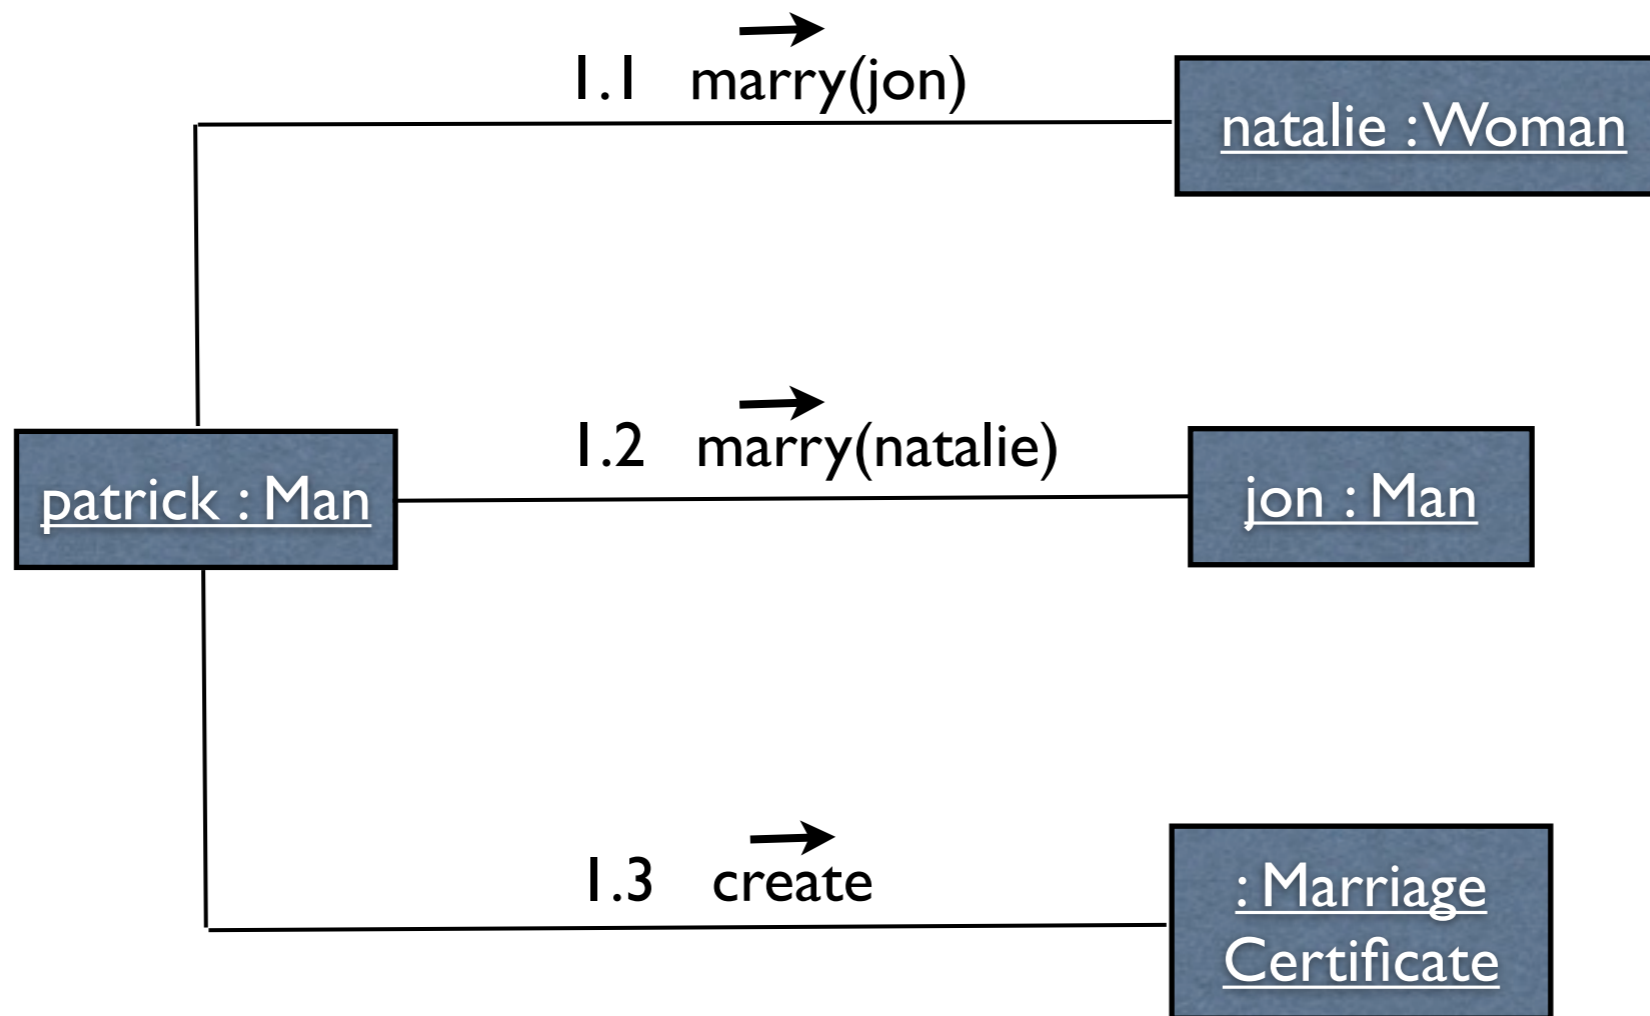 1.1 marry(jon)
natalie : Woman
1.2 marry(natalie)
patrick : Man
jon : Man
1.3 create
: Marriage
Certificate